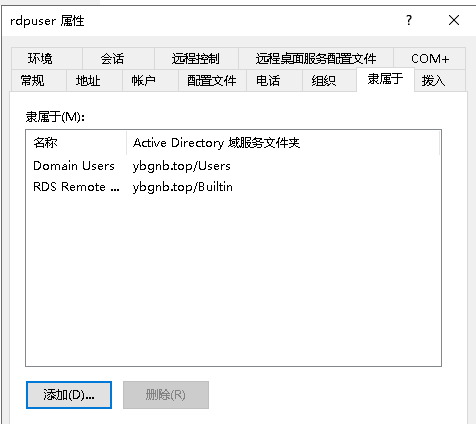 rdpuser 属性
环境 会话 远程控制 远程桌面服务配置文件 COM+
常规 地址 帐户 配置文件 电话 组织 隶属于 拨入
隶属于(M):
名称 Active Directory 域服务文件夹
Domain Users ybgnb.top/Users
RDS Remote ... ybgnb.top/Builtin
添加(D)... 删除(R)